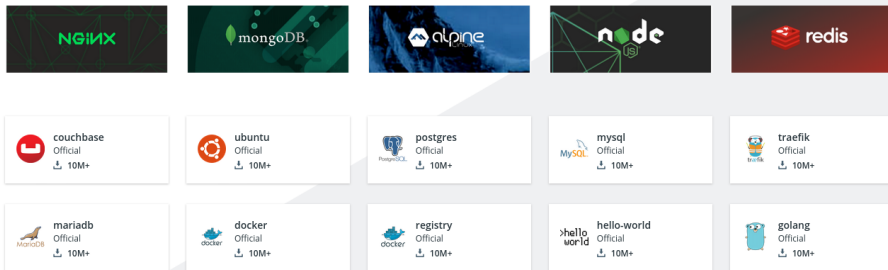 NGiNX
mongoDB®
alpine
LINUX
node
JS
redis
couchbase
Official
10M+
ubuntu
Official
10M+
PostgreSQL
postgres
Official
10M+
MySQL
mysql
Official
10M+
træfik
traefik
Official
10M+
MariaDB
mariadb
Official
10M+
docker
docker
Official
10M+
docker
registry
Official
10M+
>hello
world
hello-world
Official
10M+
golang
Official
10M+